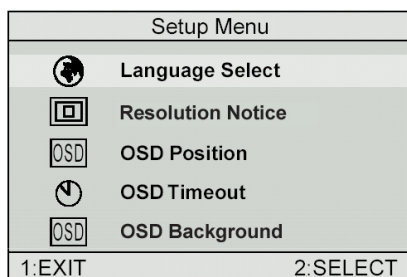 Setup Menu
Language Select
Resolution Notice
OSD OSD Position
OSD Timeout
OSD OSD Background
1:EXIT 2:SELECT